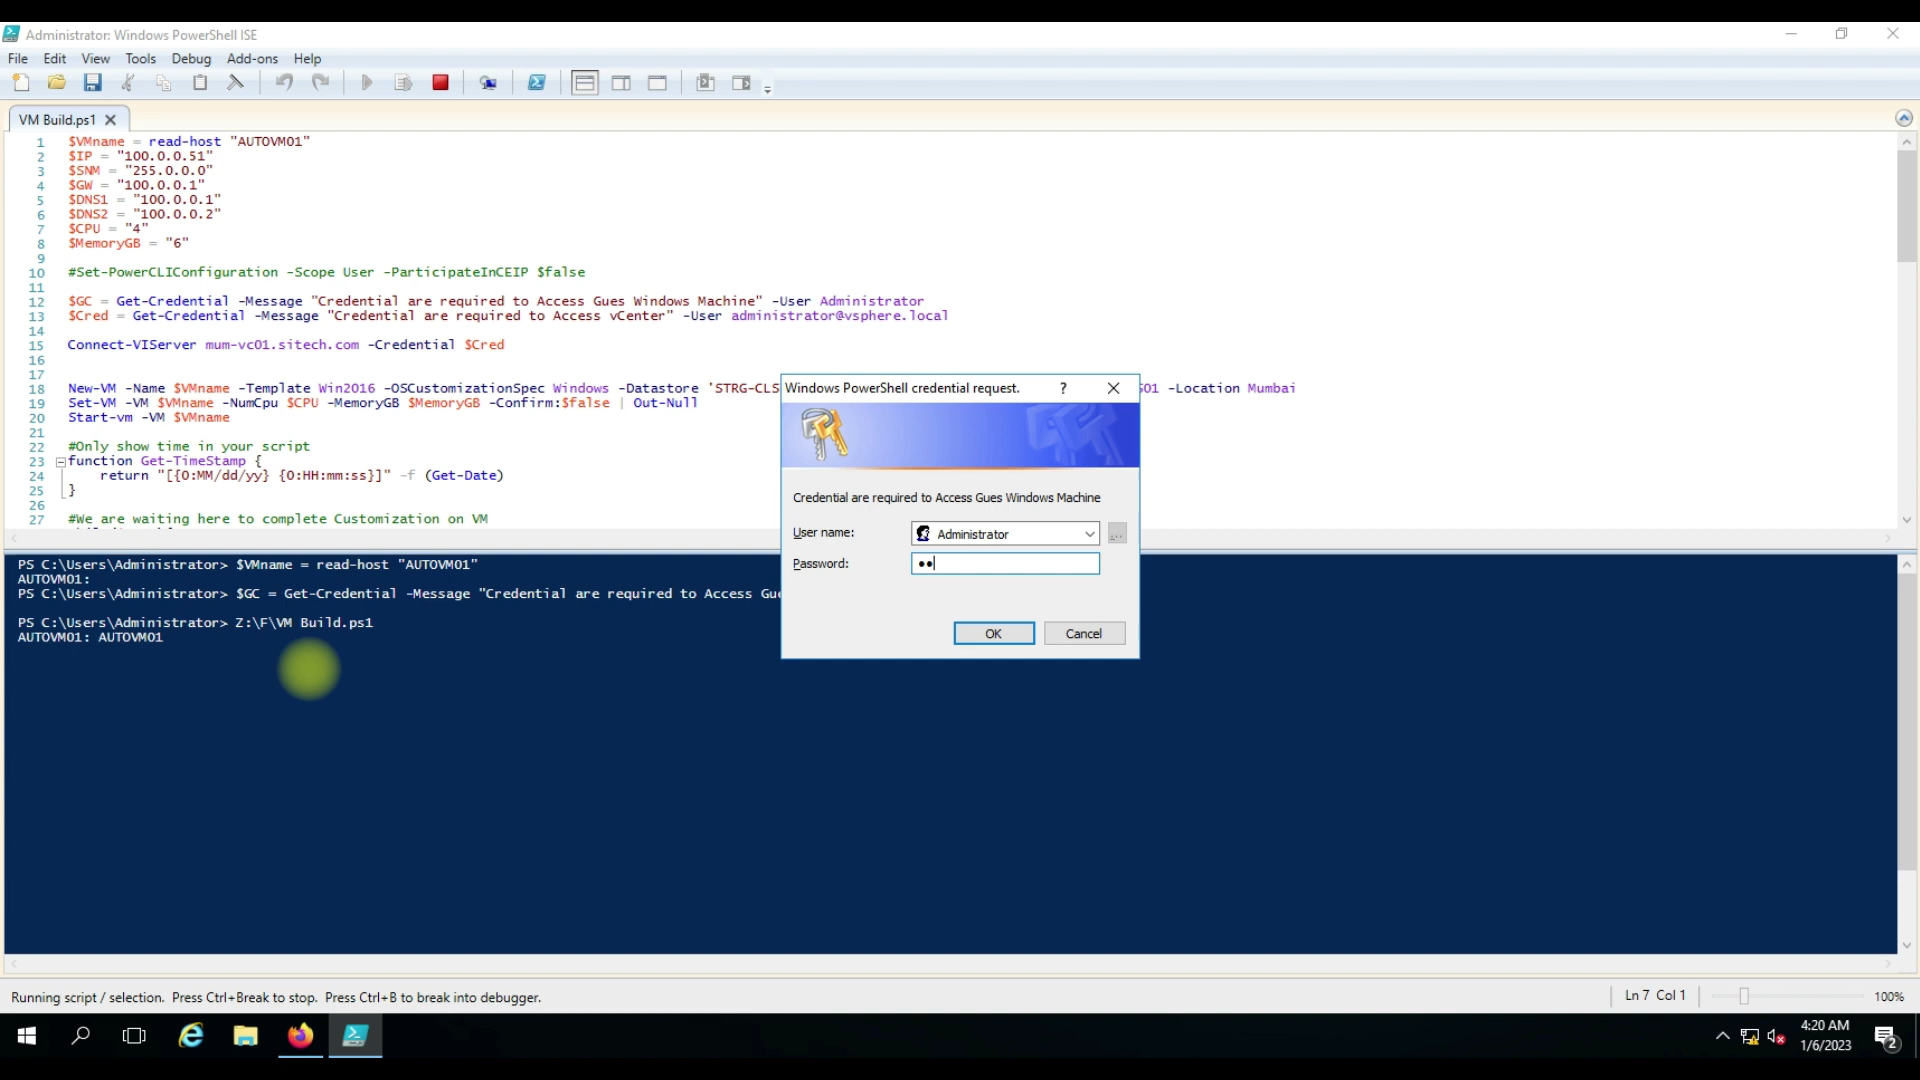 Administrator: Windows PowerShell ISE
File Edit View Tools Debug Add-ons Help
VM Build.ps1
1 $VMname = read-host "AUTOVM01"
2 $IP = "100.0.0.51"
3 $SNM = "255.0.0.0"
4 $GW = "100.0.0.1"
5 $DNS1 = "100.0.0.1"
6 $DNS2 = "100.0.0.2"
7 $CPU = "4"
8 $MemoryGB = "6"
9
10 #Set-PowerCLIConfiguration -Scope User -ParticipateInCEIP $false
11
12 $GC = Get-Credential -Message "Credential are required to Access Gues Windows Machine" -User Administrator
13 $Cred = Get-Credential -Message "Credential are required to Access vCenter" -User administrator@vsphere.local
14
15 Connect-VIServer mum-vc01.sitech.com -Credential $Cred
16
17
18 New-VM -Name $VMname -Template Win2016 -OSCustomizationSpec Windows -Datastore 'STRG-CLS 01 -Location Mumbai
19 Set-VM -VM $VMname -NumCpu $CPU -MemoryGB $MemoryGB -Confirm:$false | Out-Null
20 Start-vm -VM $VMname
21
22 #Only show time in your script
23 function Get-TimeStamp {
24 return "[{0:MM/dd/yy} {0:HH:mm:ss}]" -f (Get-Date)
25 }
26
27 #We are waiting here to complete Customization on VM
Windows PowerShell credential request. ?
Credential are required to Access Gues Windows Machine
User name: Administrator ...
Password: ●●
OK Cancel
PS C:\Users\Administrator> $VMname = read-host "AUTOVM01"
AUTOVM01:
PS C:\Users\Administrator> $GC = Get-Credential -Message "Credential are required to Access Gue
PS C:\Users\Administrator> Z:\F\VM Build.ps1
AUTOVM01: AUTOVM01
Running script / selection. Press Ctrl+Break to stop. Press Ctrl+B to break into debugger.
Ln 7 Col 1
100%
4:20 AM
1/6/2023
2